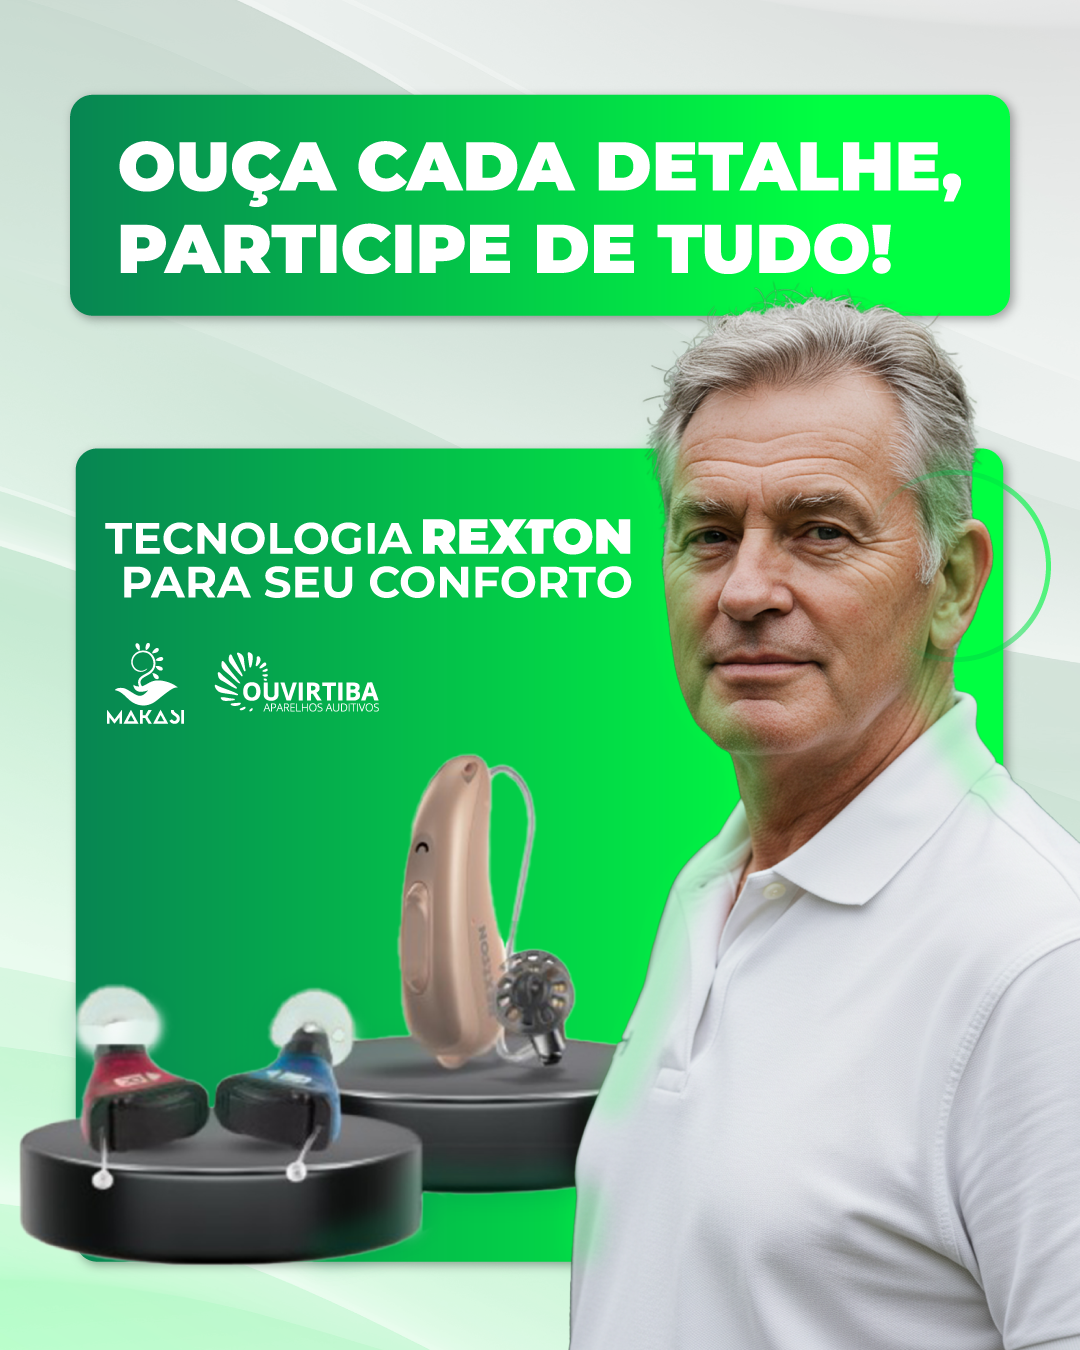 OUÇA CADA DETALHE,
PARTICIPE DE TUDO!
TECNOLOGIA REXTON
PARA SEU CONFORTO
MAKASI
OUVIRTIBA
APARELHOS AUDITIVOS